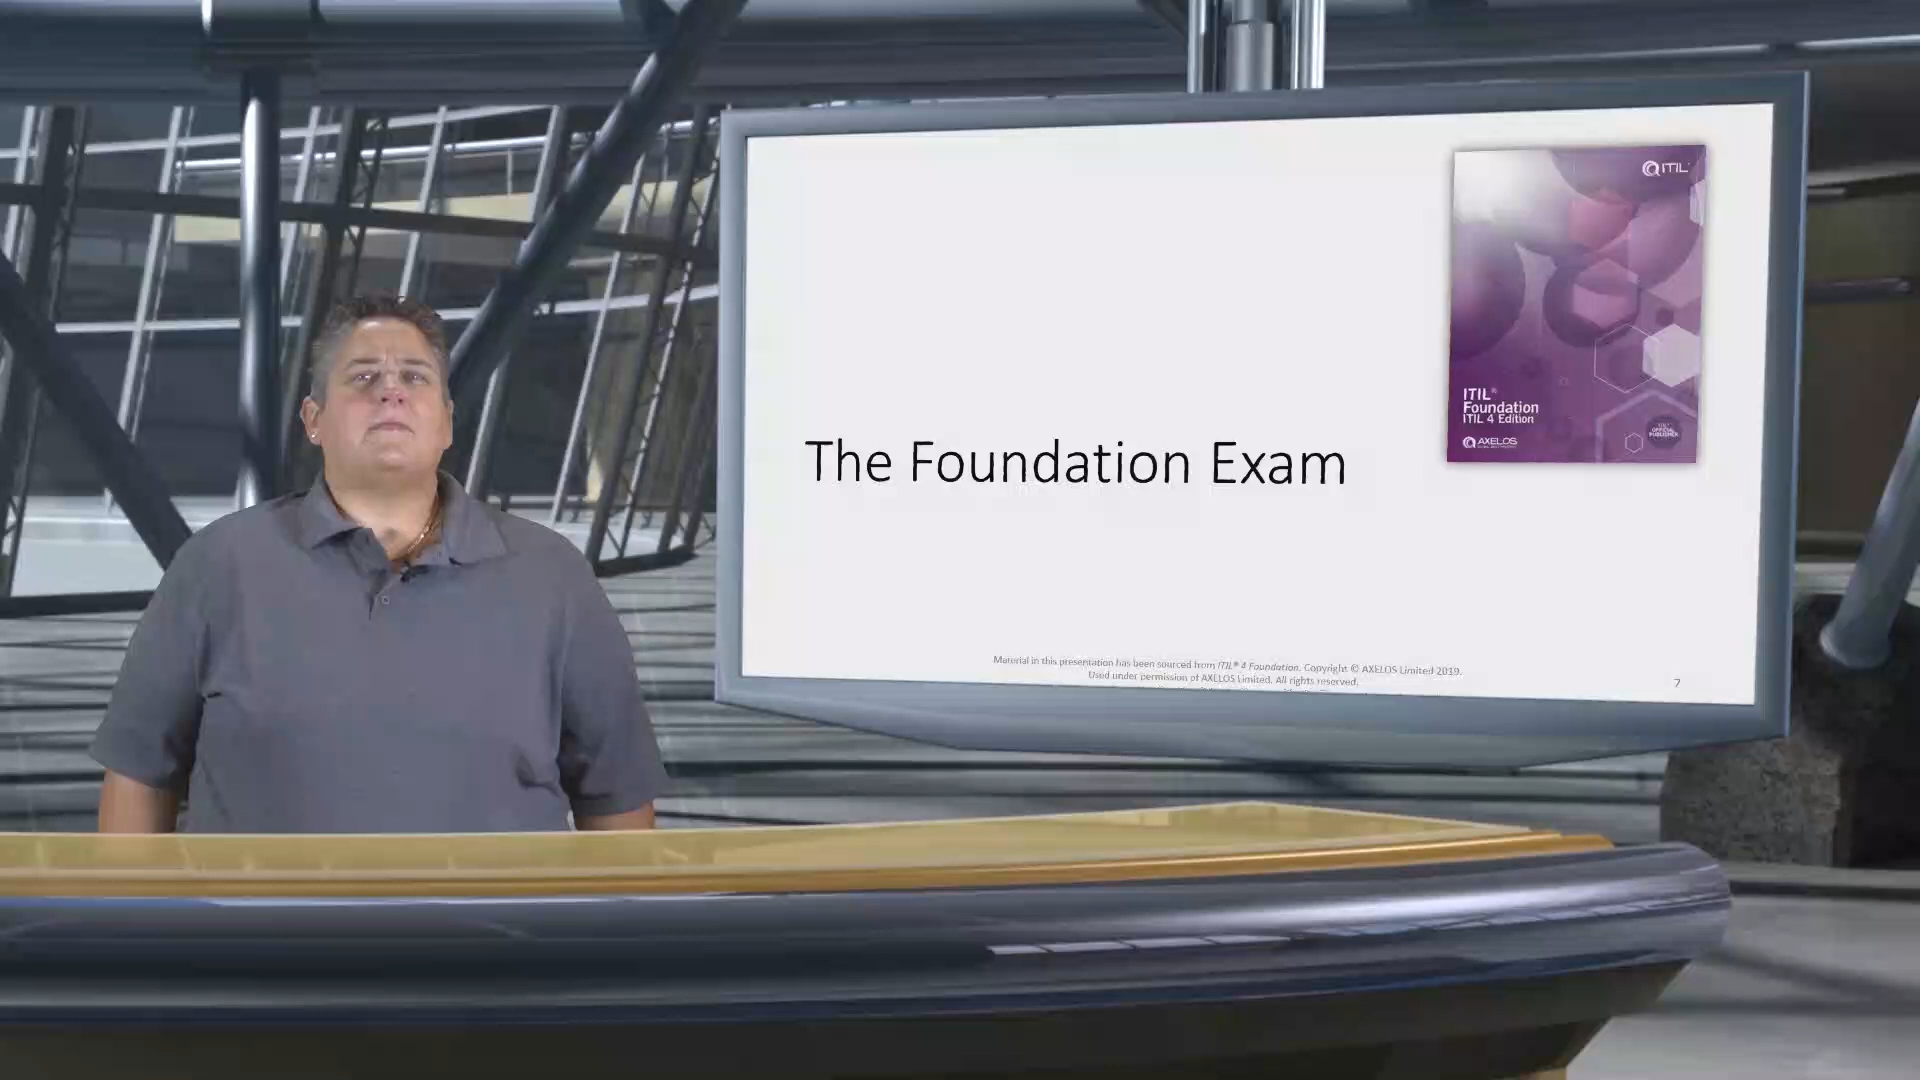 ITIL
ITIL®
Foundation
ITIL 4 Edition
AXELOS
The Foundation Exam
Material in this presentation has been sourced from ITIL® 4 Foundation. Copyright © AXELOS Limited 2019.
Used under permission of AXELOS Limited. All rights reserved.
7